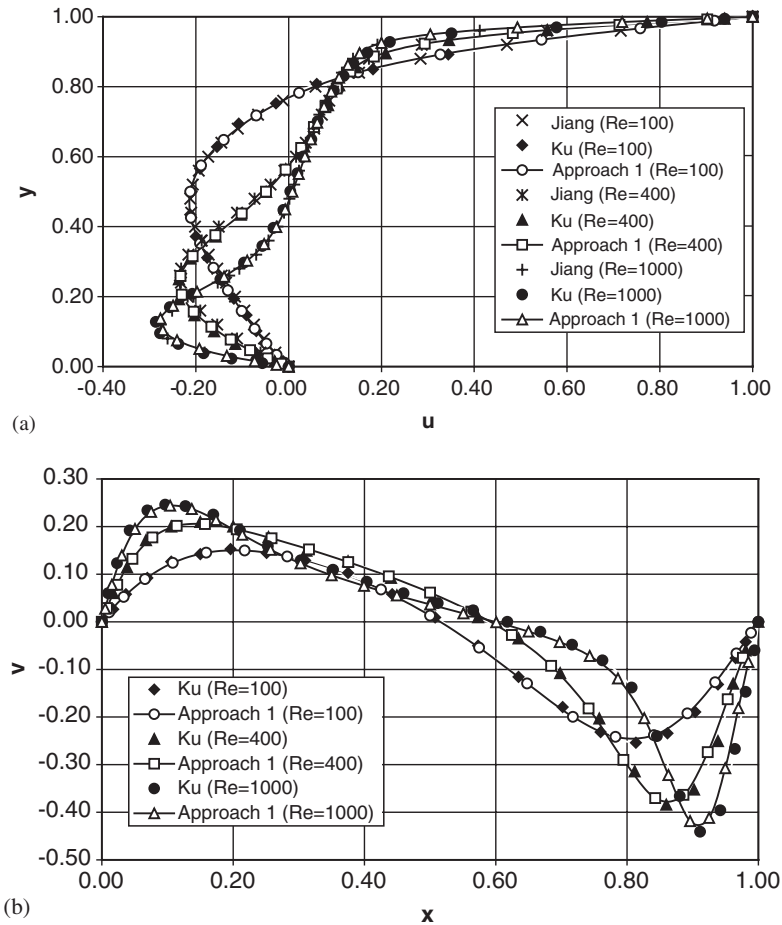 1.00
0.80
0.60
0.40
0.20
0.00
y
-0.40
-0.20
0.00
0.20
0.40
0.60
0.80
1.00
u
Jiang (Re=100)
Ku (Re=100)
Approach 1 (Re=100)
Jiang (Re=400)
Ku (Re=400)
Approach 1 (Re=400)
Jiang (Re=1000)
Ku (Re=1000)
Approach 1 (Re=1000)
(a)
0.30
0.20
0.10
0.00
-0.10
-0.20
-0.30
-0.40
-0.50
v
Ku (Re=100)
Approach 1 (Re=100)
Ku (Re=400)
Approach 1 (Re=400)
Ku (Re=1000)
Approach 1 (Re=1000)
0.00
0.20
0.40
0.60
0.80
1.00
x
(b)